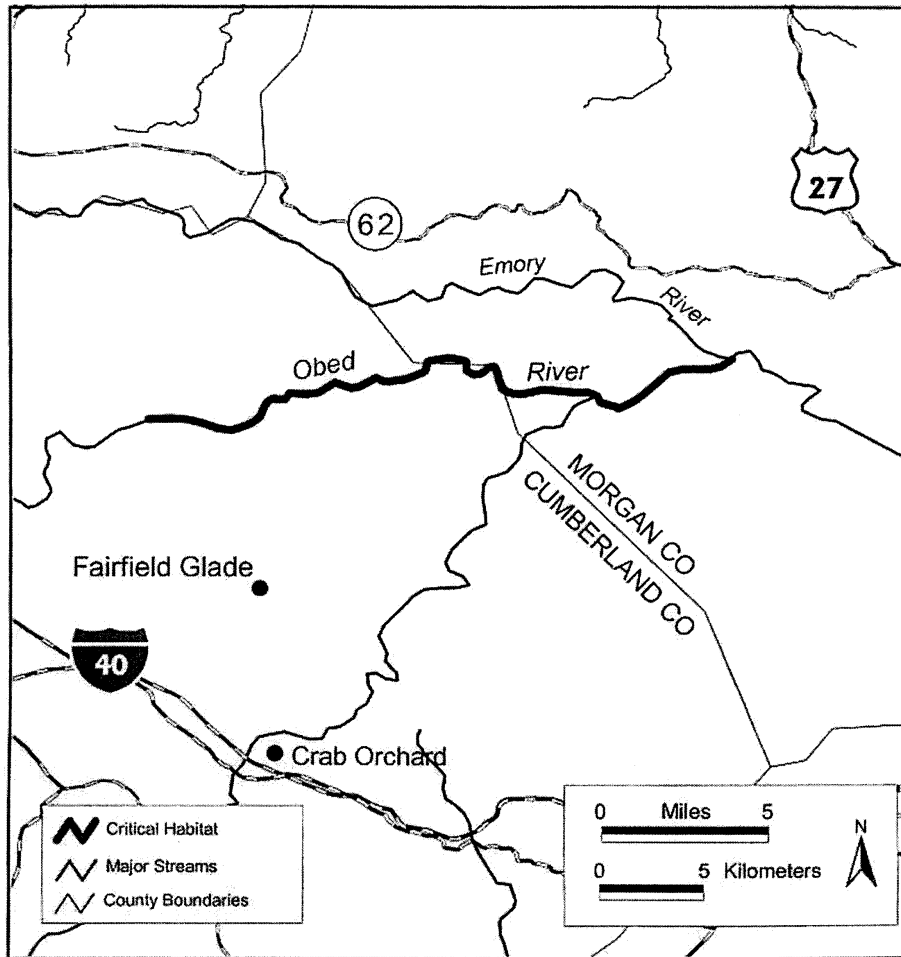 27
62
Emory
River
Obed
River
MORGAN CO
CUMBERLAND CO
Fairfield Glade
40
Crab Orchard
Critical Habitat
Major Streams
County Boundaries
0 Miles 5
0 5 Kilometers
N